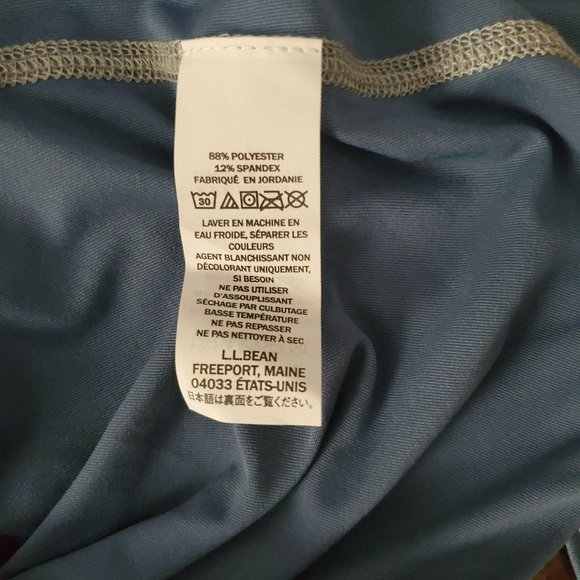 88% POLYESTER
12% SPANDEX
FABRIQUÉ EN JORDANIE
30
LAVER EN MACHINE EN
EAU FROIDE, SÉPARER LES
COULEURS
AGENT BLANCHISSANT NON
DÉCOLORANT UNIQUEMENT,
SI BESOIN
NE PAS UTILISER
D'ASSOUPLISSANT
SÉCHAGE PAR CULBUTAGE
BASSE TEMPÉRATURE
NE PAS REPASSER
NE PAS NETTOYER À SEC
L.L.BEAN
FREEPORT, MAINE
04033 ÉTATS-UNIS
日本語は裏面をご覧ください。